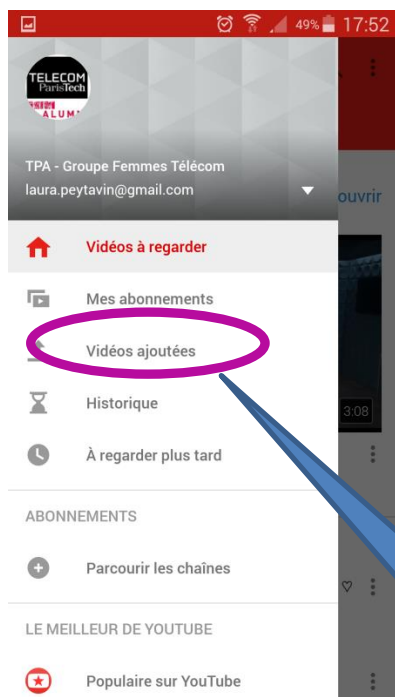 49% 17:52
TELECOM
ParisTech
ALUM
TPA - Groupe Femmes Télécom
laura.peytavin@gmail.com
ouvrir
Vidéos à regarder
Mes abonnements
Vidéos ajoutées
Historique
3:08
À regarder plus tard
ABONNEMENTS
Parcourir les chaînes
LE MEILLEUR DE YOUTUBE
Populaire sur YouTube